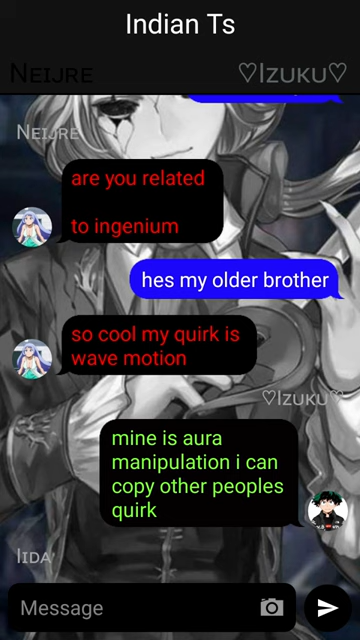 Indian Ts
Neijre ♡Izuku♡
Neijre
are you related
to ingenium
hes my older brother
so cool my quirk is
wave motion
♡Izuku♡
mine is aura
manipulation i can
copy other peoples
quirk
Iida
Message